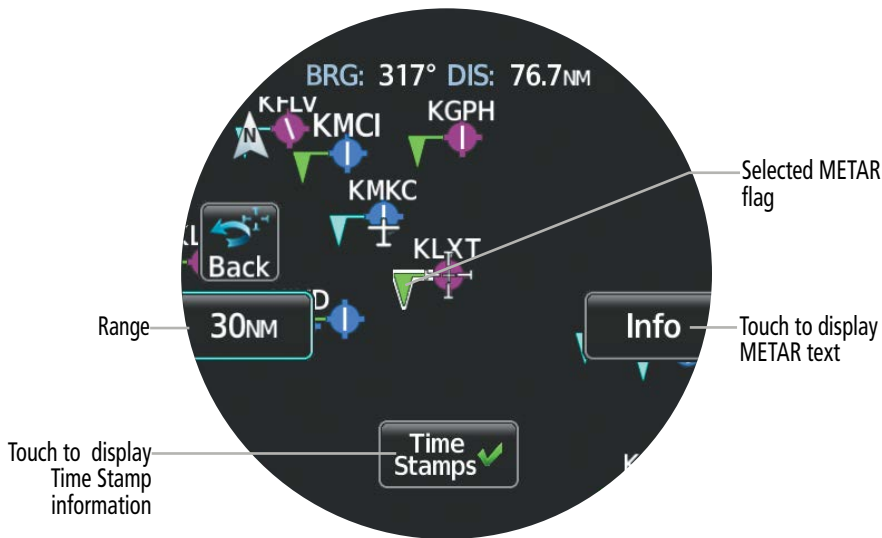 BRG: 317° DIS: 76.7NM
KFLV
KMCI
KGPH
Selected METAR
flag
KMKC
KLXT
Back
D
Range
30NM
Info
Touch to display
METAR text
Touch to display
Time Stamp
information
Time
Stamps
N